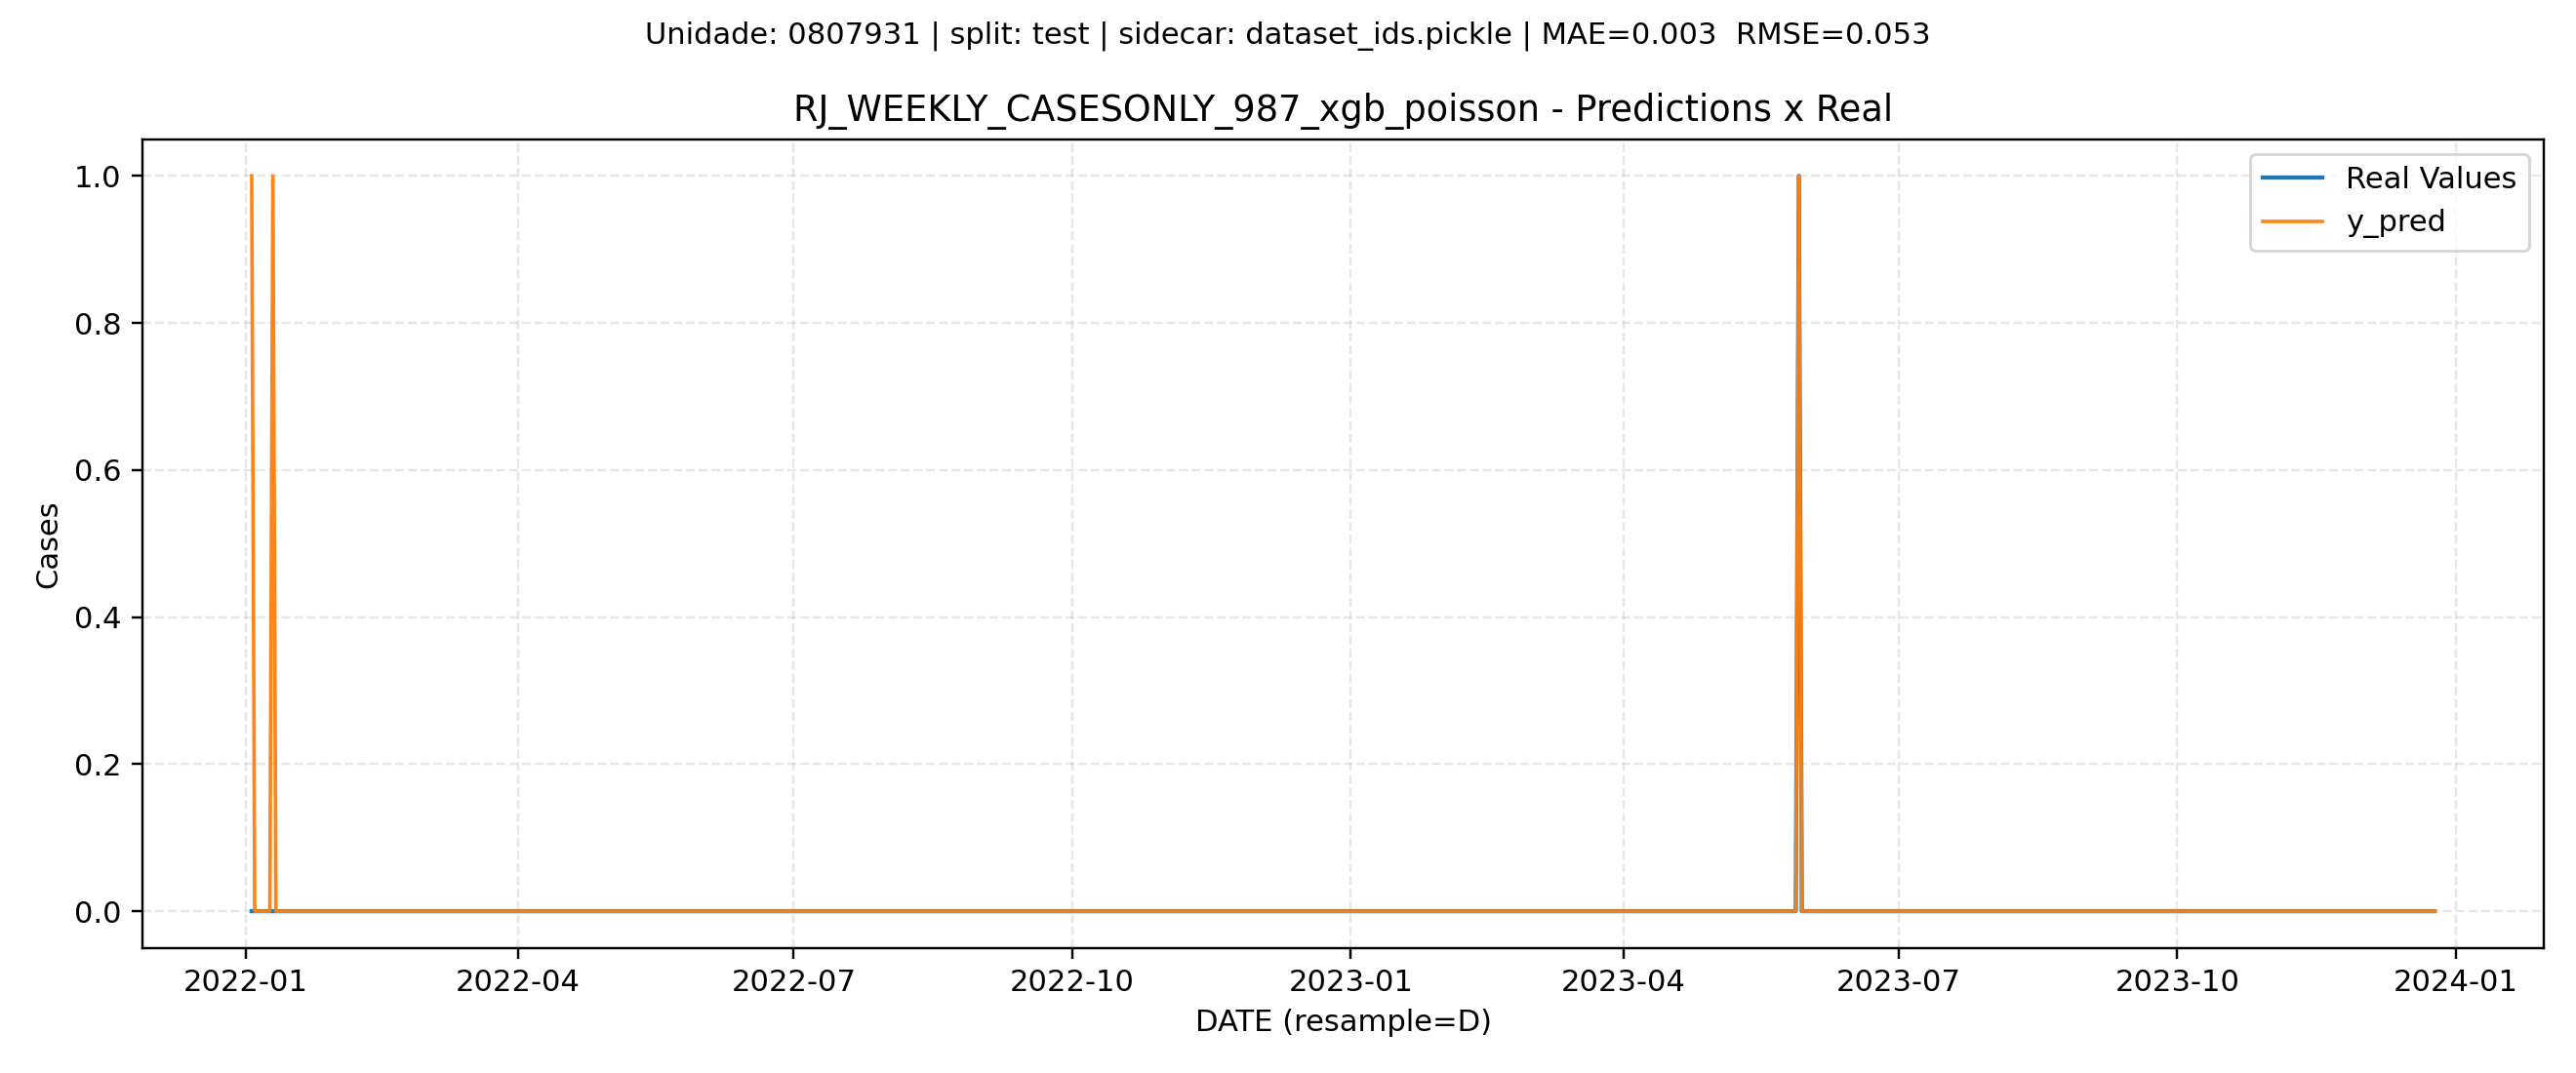 Unidade: 0807931 | split: test | sidecar: dataset_ids.pickle | MAE=0.003  RMSE=0.053
RJ_WEEKLY_CASESONLY_987_xgb_poisson - Predictions x Real
Real Values
y_pred
Cases
1.0
0.8
0.6
0.4
0.2
0.0
2022-01
2022-04
2022-07
2022-10
2023-01
2023-04
2023-07
2023-10
2024-01
DATE (resample=D)